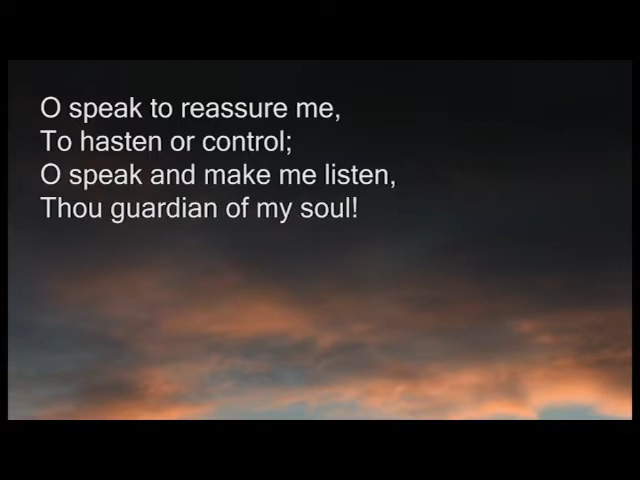 O speak to reassure me,
To hasten or control;
O speak and make me listen,
Thou guardian of my soul!